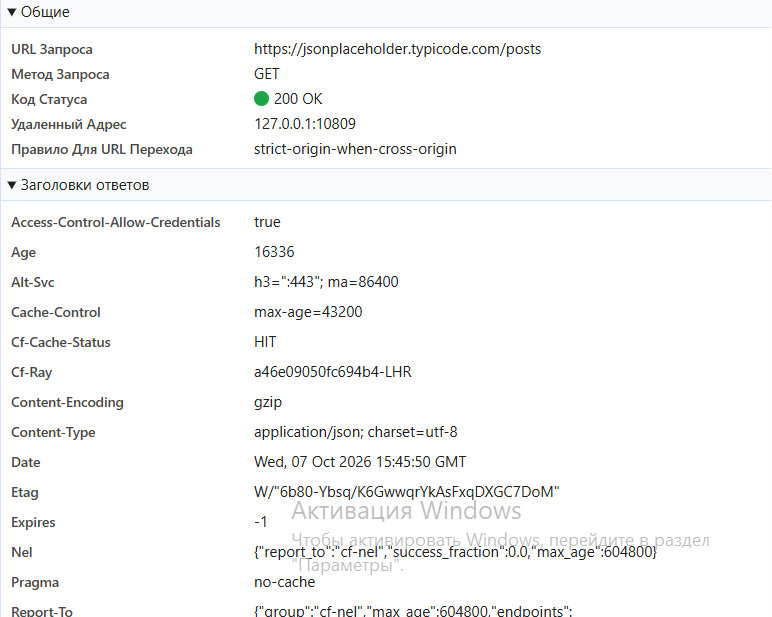 ▼ Общие
URL Запроса https://jsonplaceholder.typicode.com/posts
Метод Запроса GET
Код Статуса 200 OK
Удаленный Адрес 127.0.0.1:10809
Правило Для URL Перехода strict-origin-when-cross-origin
▼ Заголовки ответов
Access-Control-Allow-Credentials true
Age 16336
Alt-Svc h3=":443"; ma=86400
Cache-Control max-age=43200
Cf-Cache-Status HIT
Cf-Ray a46e09050fc694b4-LHR
Content-Encoding gzip
Content-Type application/json; charset=utf-8
Date Wed, 07 Oct 2026 15:45:50 GMT
Etag W/"6b80-Ybsq/K6GwwqrYkAsFxqDXGC7DoM"
Активация Windows
Expires -1
Чтобы активировать Windows, перейдите в раздел
Nel {"report_to":"cf-nel","success_fraction":0.0,"max_age":604800}
"Параметры".
Pragma no-cache
Report-To {"group":"cf-nel","max_age":604800,"endpoints":